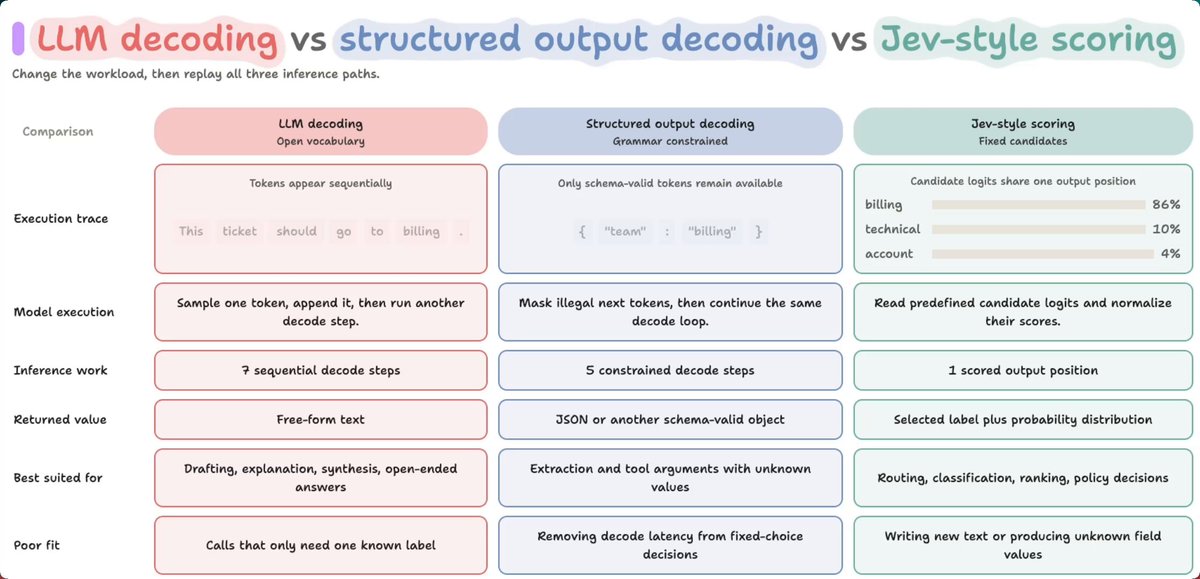 LLM decoding vs structured output decoding vs Jev-style scoring
Change the workload, then replay all three inference paths.
Comparison
LLM decoding
Open vocabulary
Structured output decoding
Grammar constrained
Jev-style scoring
Fixed candidates
Execution trace
Tokens appear sequentially
This ticket should go to billing .
Only schema-valid tokens remain available
{ "team" : "billing" }
Candidate logits share one output position
billing 86%
technical 10%
account 4%
Model execution
Sample one token, append it, then run another
decode step.
Mask illegal next tokens, then continue the same
decode loop.
Read predefined candidate logits and normalize
their scores.
Inference work
7 sequential decode steps
5 constrained decode steps
1 scored output position
Returned value
Free-form text
JSON or another schema-valid object
Selected label plus probability distribution
Best suited for
Drafting, explanation, synthesis, open-ended
answers
Extraction and tool arguments with unknown
values
Routing, classification, ranking, policy decisions
Poor fit
Calls that only need one known label
Removing decode latency from fixed-choice
decisions
Writing new text or producing unknown field
values